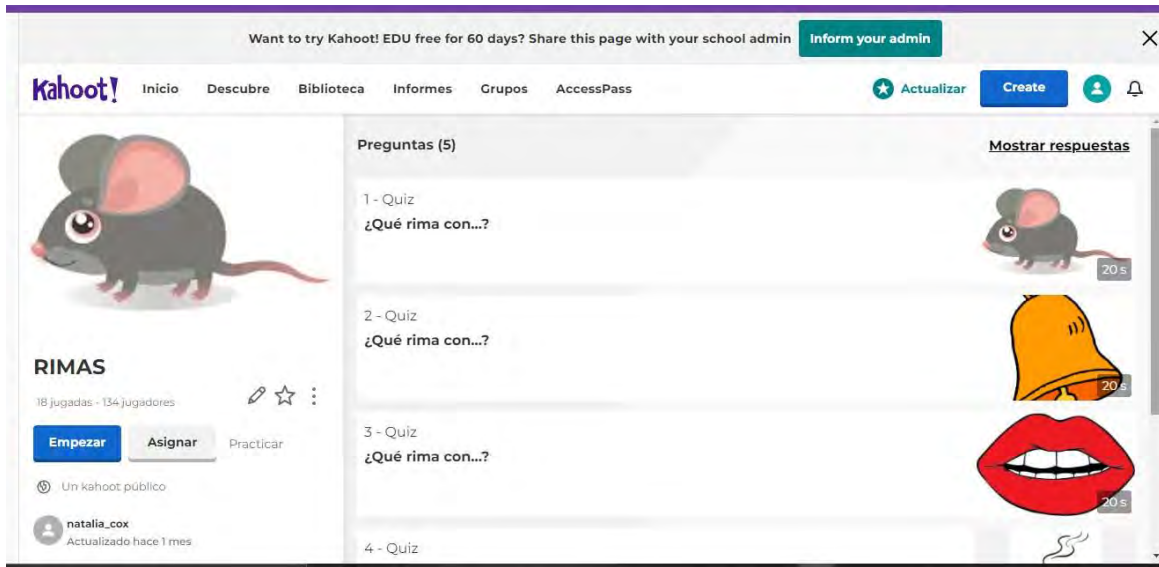 Want to try Kahoot! EDU free for 60 days? Share this page with your school admin Inform your admin
Kahoot! Inicio Descubre Biblioteca Informes Grupos AccessPass Actualizar Create
RIMAS
18 jugadas - 134 jugadores
Empezar Asignar Practicar
Un kahoot público
natalia_cox
Actualizado hace 1 mes
Preguntas (5) Mostrar respuestas
1 - Quiz
¿Qué rima con...?
20 s
2 - Quiz
¿Qué rima con...?
20 s
3 - Quiz
¿Qué rima con...?
20 s
4 - Quiz